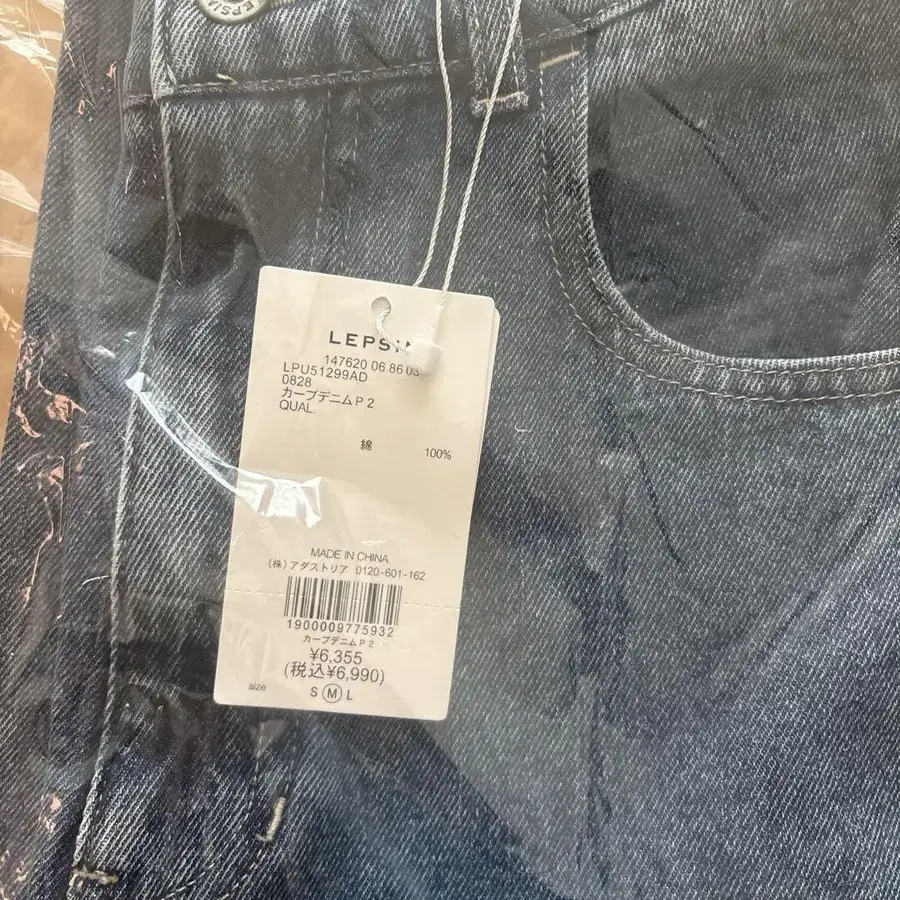 LEPSIM
LEPSIM
147620 06 86 03
LPU51299AD
0828
カーブデニムP 2
QUAL.
綿 100%
MADE IN CHINA
(株) アダストリア 0120-601-162
1900009775932
カーブデニムP 2
¥6,355
(税込¥6,990)
size S M L